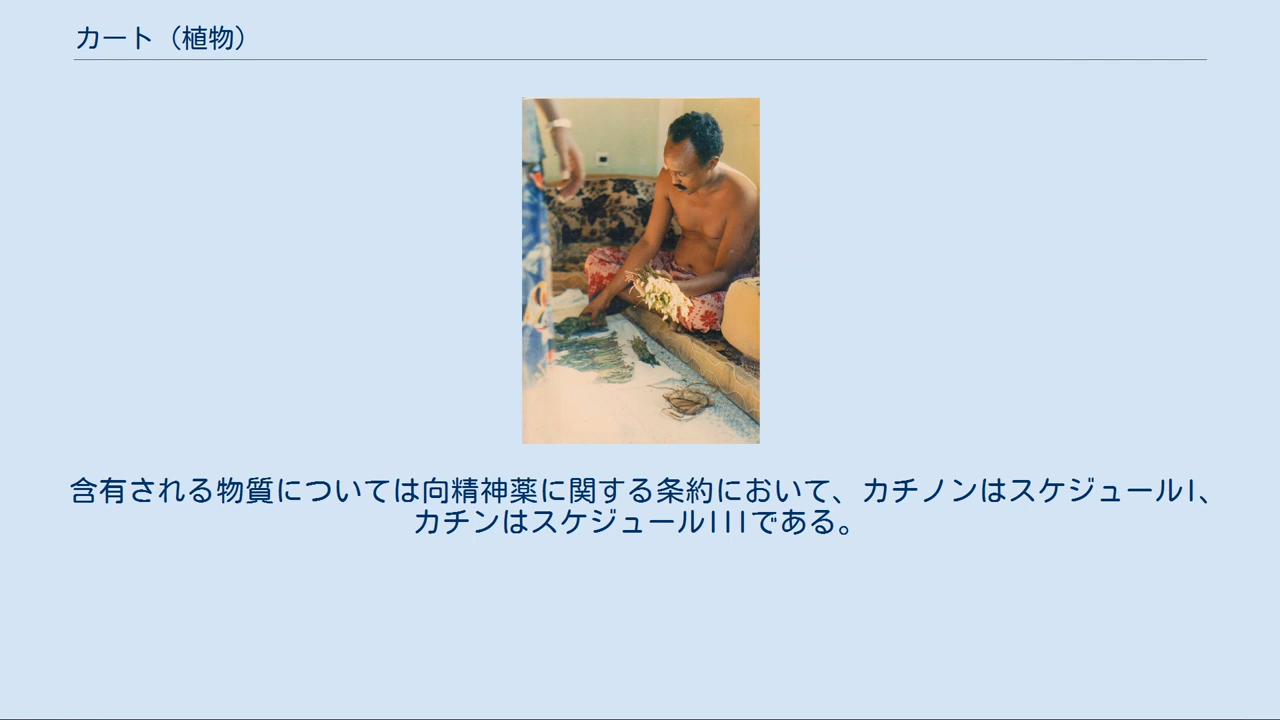 カート（植物）
含有される物質については向精神薬に関する条約において、カチノンはスケジュールI、
カチンはスケジュールIIIである。